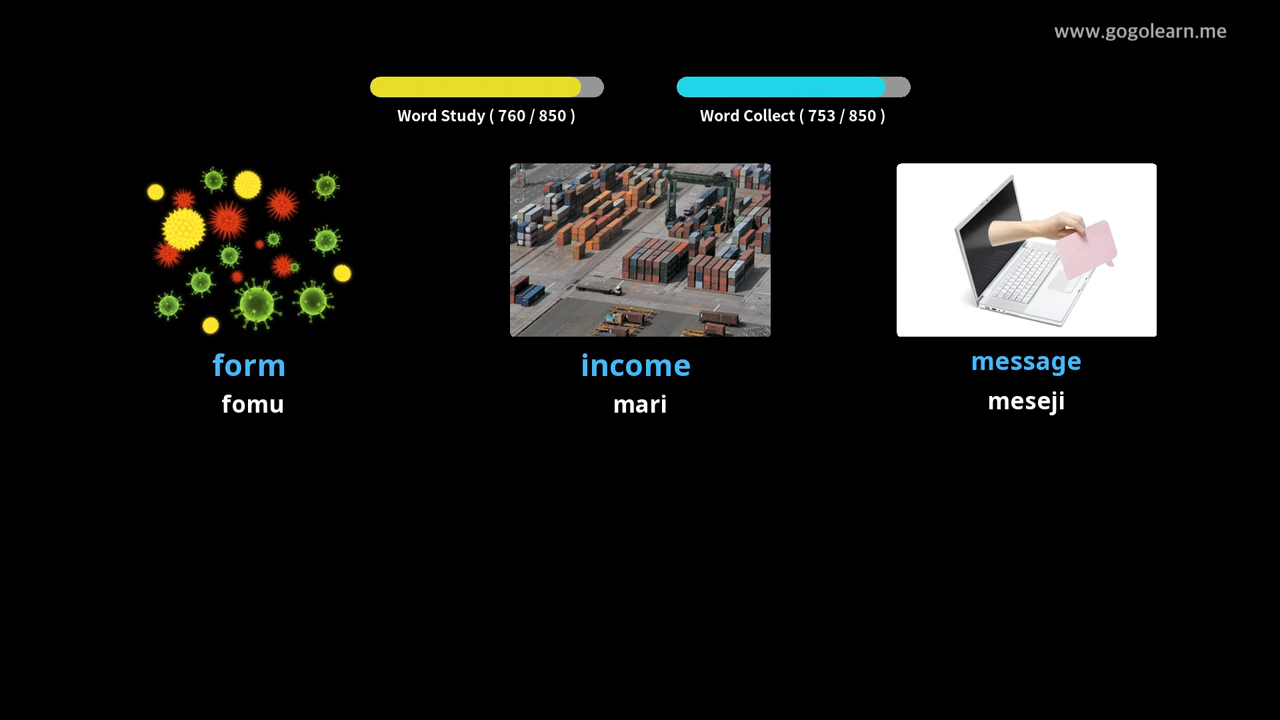 www.gogolearn.me
Word Study ( 760 / 850 )
Word Collect ( 753 / 850 )
form
fomu
income
mari
message
meseji